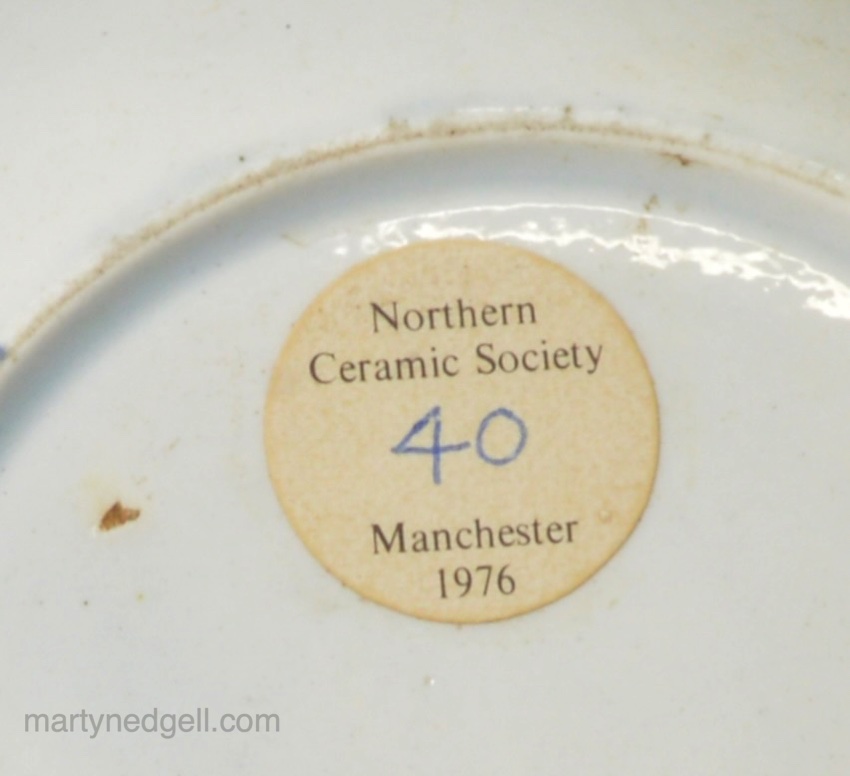 Northern
Ceramic Society
40
Manchester
1976
martynedgell.com